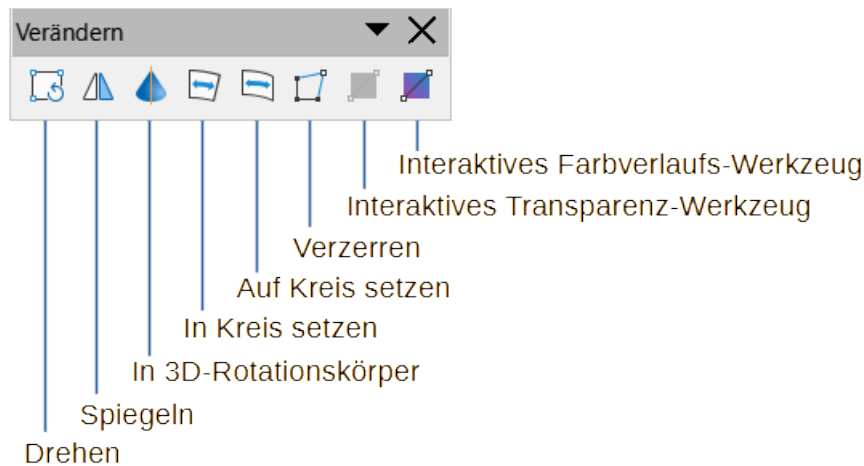 Verändern
Interaktives Farbverlaufs-Werkzeug
Interaktives Transparenz-Werkzeug
Verzerren
Auf Kreis setzen
In Kreis setzen
In 3D-Rotationskörper
Spiegeln
Drehen